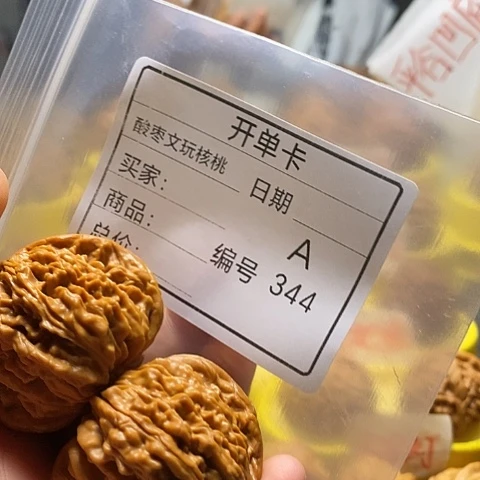 开单卡
酸枣文玩核桃
买家： 日期
商品： A
总价： 编号 344